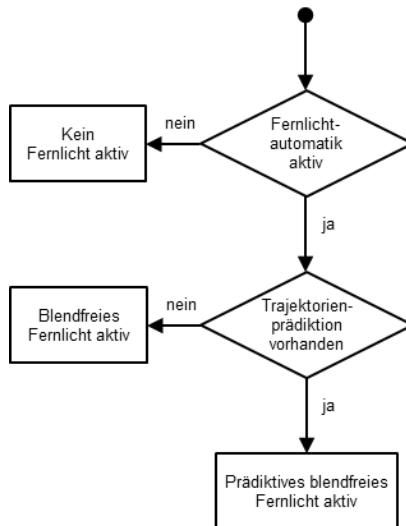 Fernlicht-
automatik
aktiv
nein
Kein
Fernlicht aktiv
ja
Trajektorien-
prädiktion
vorhanden
nein
Blendfreies
Fernlicht aktiv
ja
Prädiktives blendfreies
Fernlicht aktiv